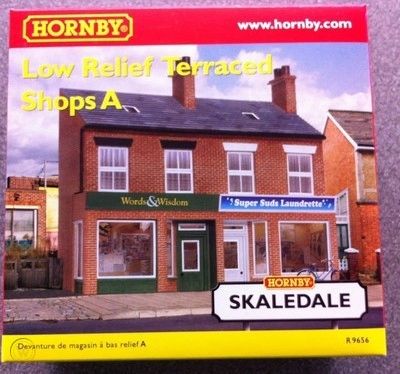 HORNBY®
www.hornby.com
Low Relief Terraced
Shops A
Words&Wisdom
Super Suds Laundrette
HORNBY
SKALEDALE
Devanture de magasin à bas relief A
R9656